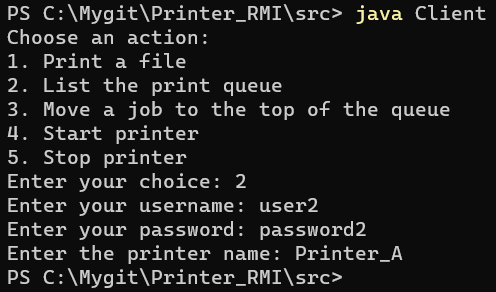 PS C:\Mygit\Printer_RMI\src> java Client
Choose an action:
1. Print a file
2. List the print queue
3. Move a job to the top of the queue
4. Start printer
5. Stop printer
Enter your choice: 2
Enter your username: user2
Enter your password: password2
Enter the printer name: Printer_A
PS C:\Mygit\Printer_RMI\src>